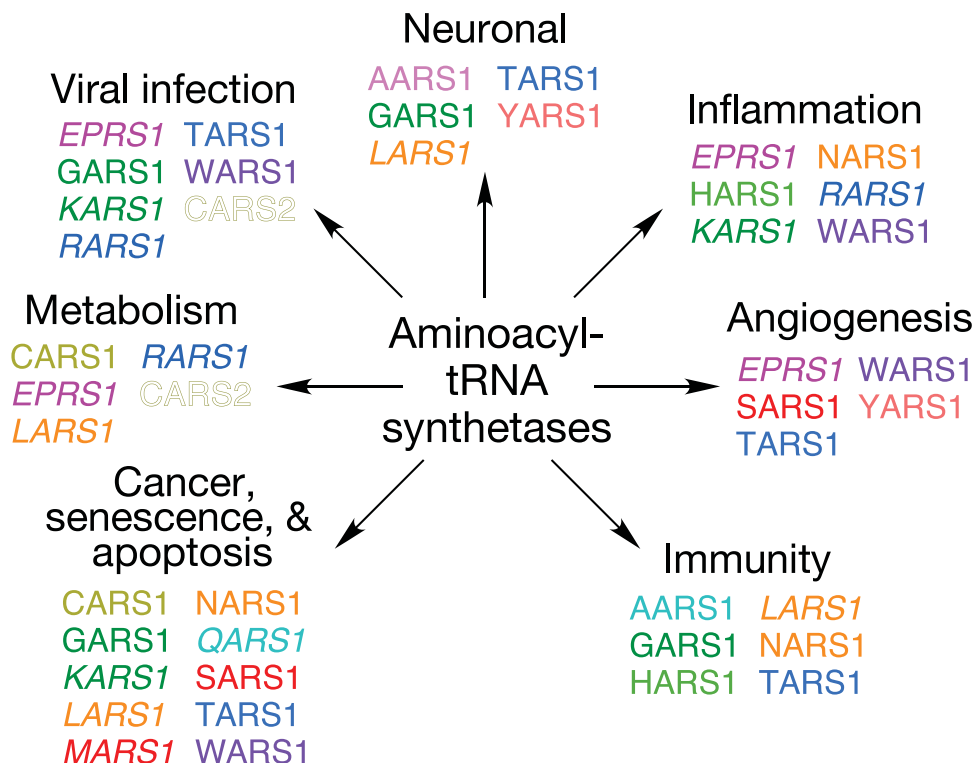 Neuronal
AARS1 TARS1
GARS1 YARS1
LARS1
Viral infection
EPRS1 TARS1
GARS1 WARS1
KARS1 CARS2
RARS1
Inflammation
EPRS1 NARS1
HARS1 RARS1
KARS1 WARS1
Metabolism
CARS1 RARS1
EPRS1 CARS2
LARS1
Aminoacyl-
tRNA
synthetases
Angiogenesis
EPRS1 WARS1
SARS1 YARS1
TARS1
Cancer,
senescence, &
apoptosis
CARS1 NARS1
GARS1 QARS1
KARS1 SARS1
LARS1 TARS1
MARS1 WARS1
Immunity
AARS1 LARS1
GARS1 NARS1
HARS1 TARS1